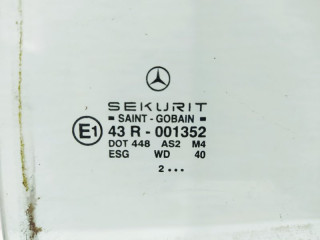 SEKURIT
SAINT - GOBAIN
E1 43 R - 001352
DOT 448 AS2 M4
ESG WD 40
2 •••